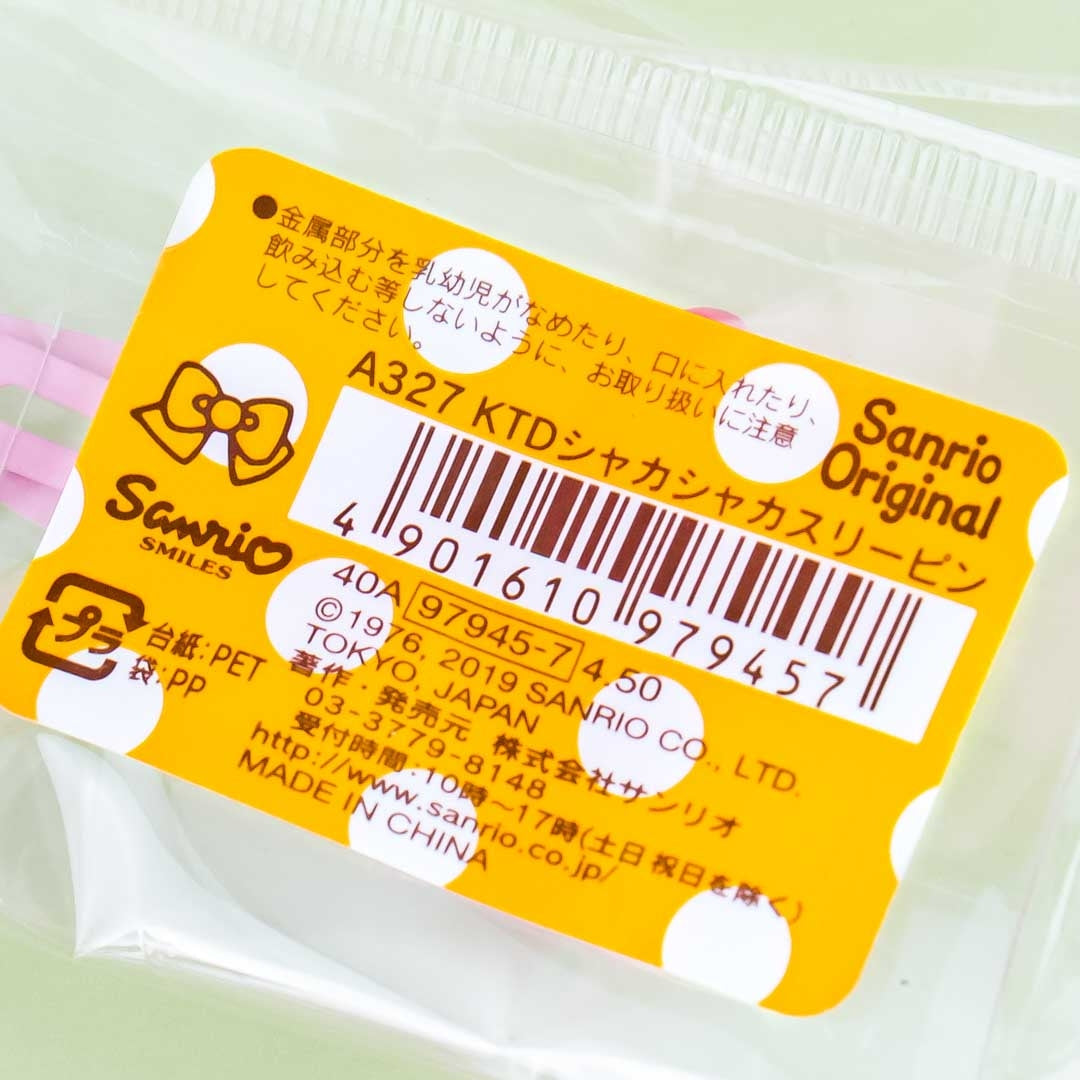 ●金属部分を乳幼児がなめたり、口に入れたり、
飲み込む等しないように、お取り扱いに注意
してください。
A327 KTDシャカシャカスリーピン
Sanrio
Original
4 901610 979457
Sanrio
SMILES
40A 97945-7 4.50
©1976, 2019 SANRIO CO., LTD.
TOKYO, JAPAN
著作・発売元 株式会社サンリオ
03-3779-8148
受付時間:10時～17時(土日祝日を除く)
http://www.sanrio.co.jp/
MADE IN CHINA
プラ
台紙:PET
袋:PP